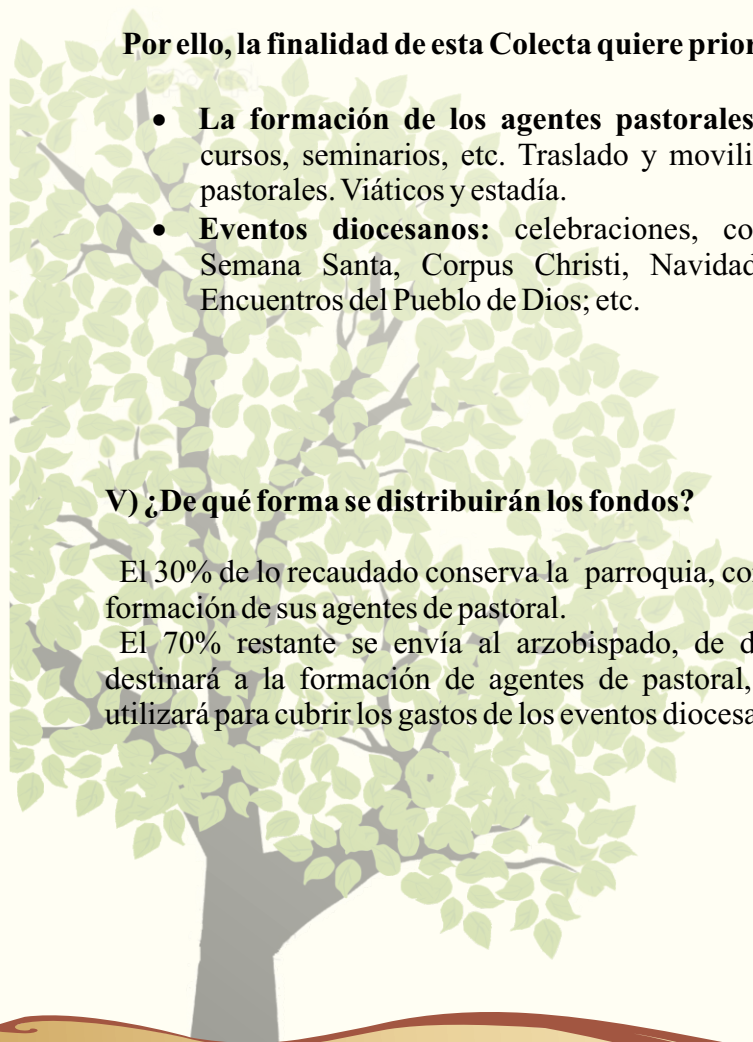 Por ello, la finalidad de esta Colecta quiere prior
• La formación de los agentes pastorales
cursos, seminarios, etc. Traslado y movili
pastorales. Viáticos y estadía.
• Eventos diocesanos: celebraciones, co
Semana Santa, Corpus Christi, Navidad
Encuentros del Pueblo de Dios; etc.
V) ¿De qué forma se distribuirán los fondos?
El 30% de lo recaudado conserva la parroquia, co
formación de sus agentes de pastoral.
El 70% restante se envía al arzobispado, de d
destinará a la formación de agentes de pastoral,
utilizará para cubrir los gastos de los eventos diocesa